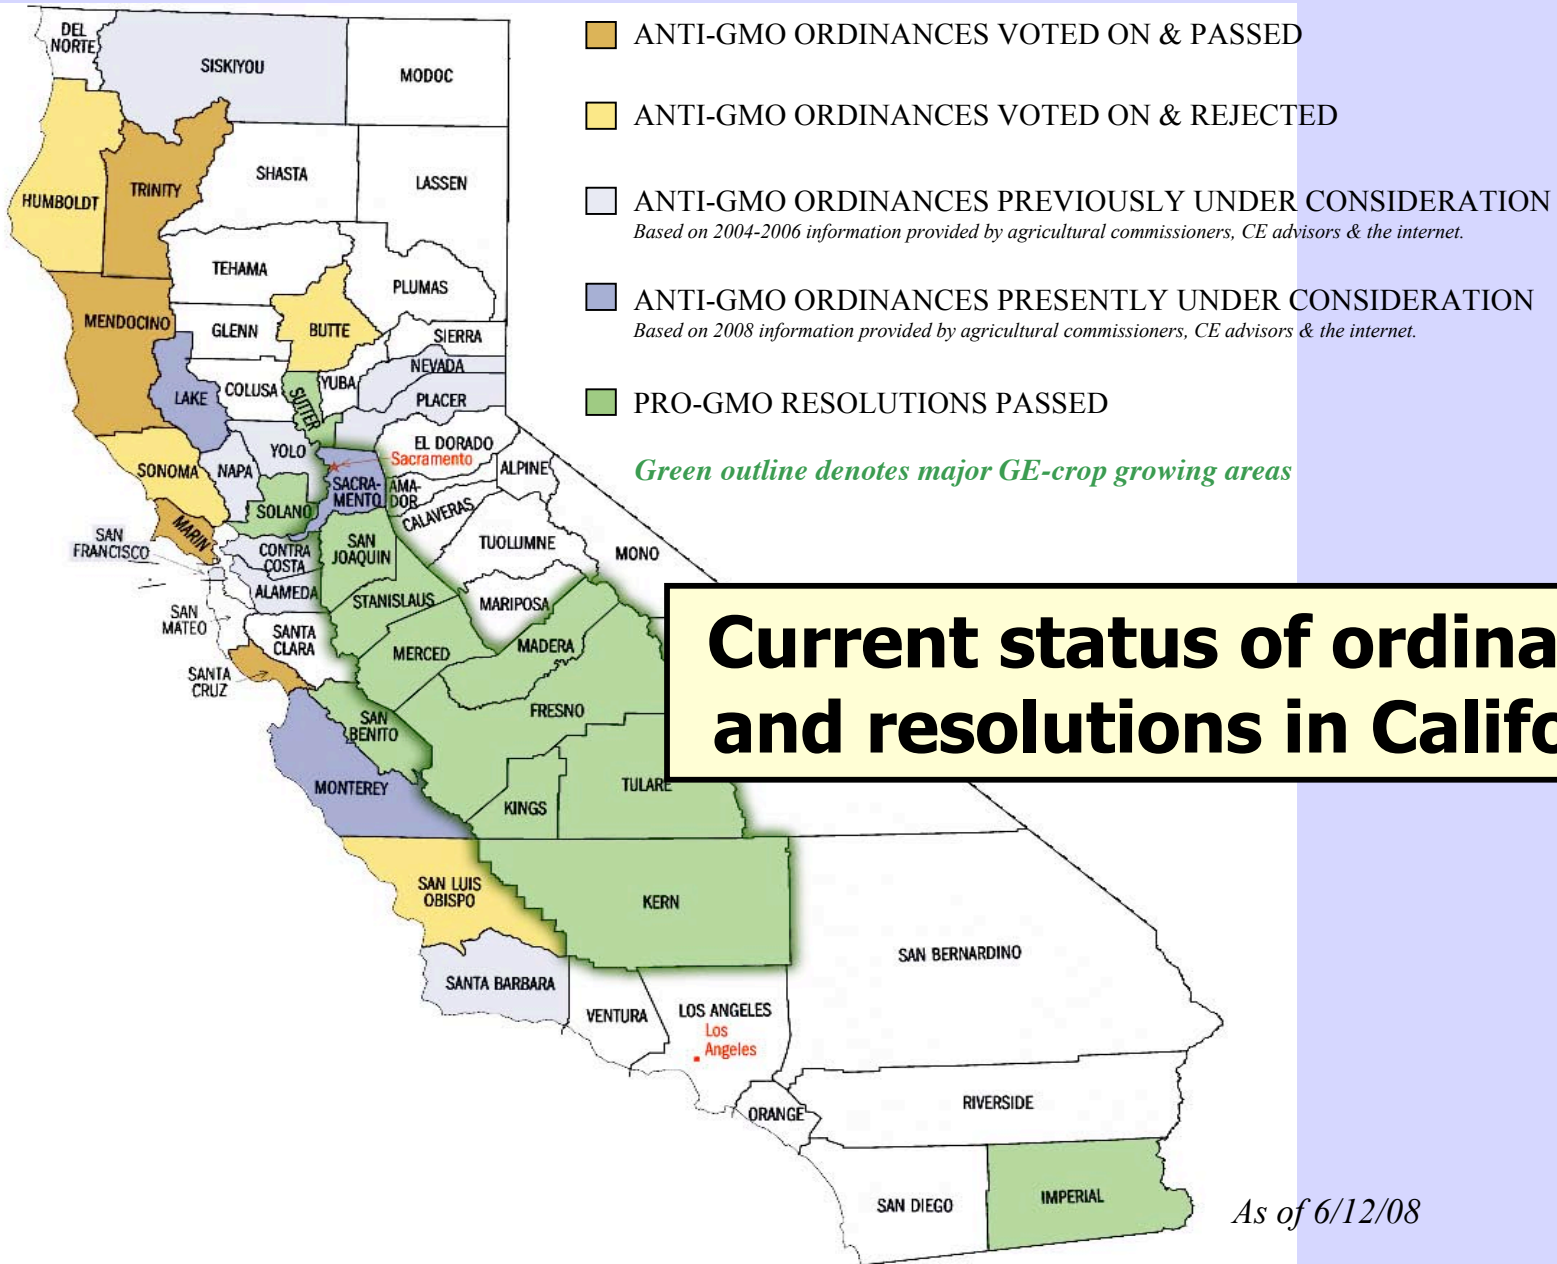 ANTI-GMO ORDINANCES VOTED ON & PASSED
ANTI-GMO ORDINANCES VOTED ON & REJECTED
ANTI-GMO ORDINANCES PREVIOUSLY UNDER CONSIDERATION
Based on 2004-2006 information provided by agricultural commissioners, CE advisors & the internet.
ANTI-GMO ORDINANCES PRESENTLY UNDER CONSIDERATION
Based on 2008 information provided by agricultural commissioners, CE advisors & the internet.
PRO-GMO RESOLUTIONS PASSED
Green outline denotes major GE-crop growing areas
DEL
NORTE
SISKIYOU
MODOC
HUMBOLDT
TRINITY
SHASTA
LASSEN
TEHAMA
PLUMAS
MENDOCINO
GLENN
BUTTE
SIERRA
NEVADA
LAKE
COLUSA
SUTTER
YUBA
PLACER
EL DORADO
Sacramento
YOLO
SONOMA
NAPA
ALPINE
SACRA-
MENTO
AMA-
DOR
SOLANO
CALAVERAS
MARIN
SAN
FRANCISCO
CONTRA
COSTA
SAN
JOAQUIN
TUOLUMNE
MONO
ALAMEDA
STANISLAUS
MARIPOSA
SAN
MATEO
SANTA
CLARA
MERCED
MADERA
SANTA
CRUZ
SAN
BENITO
FRESNO
Current status of ordina
and resolutions in Califo
MONTEREY
KINGS
TULARE
SAN LUIS
OBISPO
KERN
SAN BERNARDINO
SANTA BARBARA
VENTURA
LOS ANGELES
Los
Angeles
ORANGE
RIVERSIDE
SAN DIEGO
IMPERIAL
As of 6/12/08